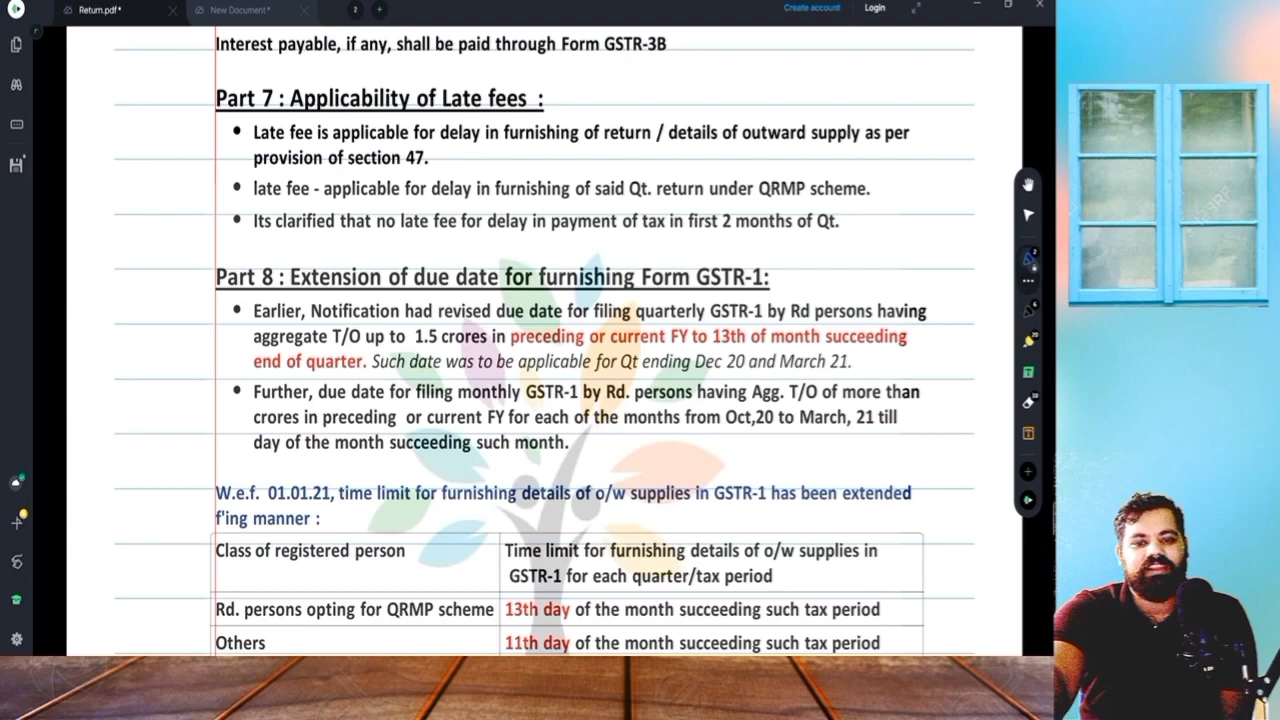 Return.pdf*
New Document*
2
Create account
Login
Interest payable, if any, shall be paid through Form GSTR-3B
Part 7 : Applicability of Late fees :
• Late fee is applicable for delay in furnishing of return / details of outward supply as per
provision of section 47.
• late fee - applicable for delay in furnishing of said Qt. return under QRMP scheme.
• Its clarified that no late fee for delay in payment of tax in first 2 months of Qt.
Part 8 : Extension of due date for furnishing Form GSTR-1:
• Earlier, Notification had revised due date for filing quarterly GSTR-1 by Rd persons having
aggregate T/O up to 1.5 crores in preceding or current FY to 13th of month succeeding
end of quarter. Such date was to be applicable for Qt ending Dec 20 and March 21.
• Further, due date for filing monthly GSTR-1 by Rd. persons having Agg. T/O of more than
crores in preceding or current FY for each of the months from Oct,20 to March, 21 till
day of the month succeeding such month.
W.e.f. 01.01.21, time limit for furnishing details of o/w supplies in GSTR-1 has been extended
f'ing manner :
Class of registered person
Time limit for furnishing details of o/w supplies in
GSTR-1 for each quarter/tax period
Rd. persons opting for QRMP scheme
13th day of the month succeeding such tax period
Others
11th day of the month succeeding such tax period